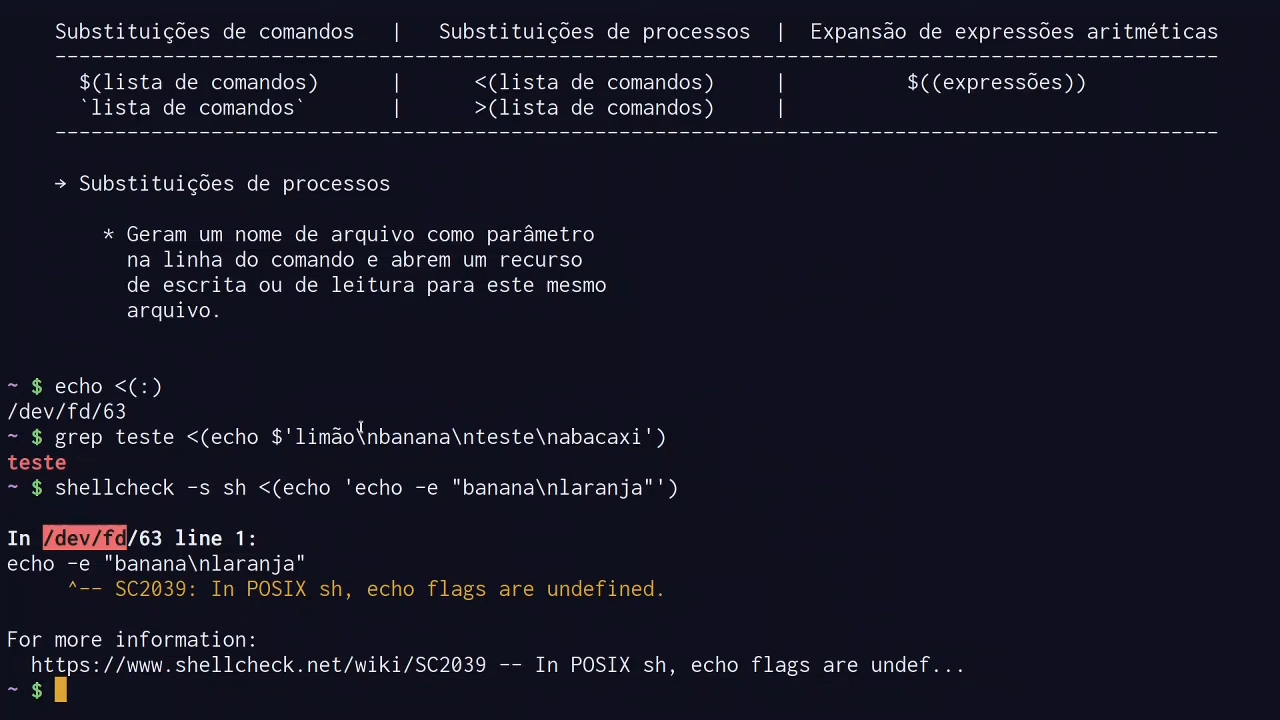 Substituições de comandos | Substituições de processos | Expansão de expressões aritméticas
-------------------------------------------------------------------------------------------------
$(lista de comandos) | <(lista de comandos) | $((expressões))
`lista de comandos` | >(lista de comandos) |
-------------------------------------------------------------------------------------------------
→ Substituições de processos
* Geram um nome de arquivo como parâmetro
na linha do comando e abrem um recurso
de escrita ou de leitura para este mesmo
arquivo.
~ $ echo <(:)
/dev/fd/63
~ $ grep teste <(echo $'limão\nbanana\nteste\nabacaxi')
teste
~ $ shellcheck -s sh <(echo 'echo -e "banana\nlaranja"')
In /dev/fd/63 line 1:
echo -e "banana\nlaranja"
^-- SC2039: In POSIX sh, echo flags are undefined.
For more information:
https://www.shellcheck.net/wiki/SC2039 -- In POSIX sh, echo flags are undef...
~ $